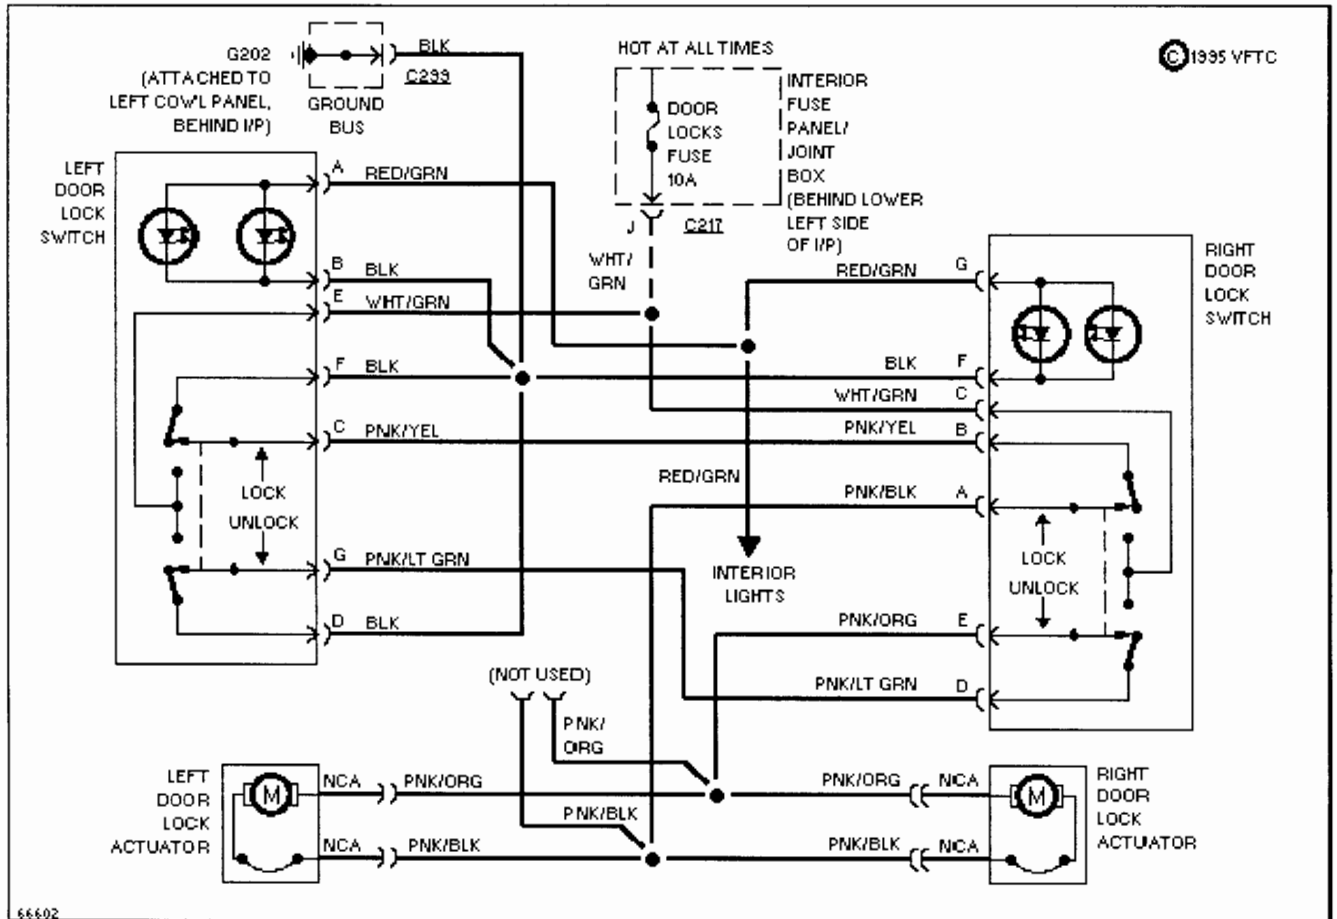 G202
(ATTACHED TO
LEFT COW'L PANEL,
BEHIND I/P)
GROUND
BUS
BLK
C299
HOT AT ALL TIMES
DOOR
LOCKS
FUSE
10A
INTERIOR
FUSE
PANEL/
JOINT
BOX
(BEHIND LOWER
LEFT SIDE
OF I/P)
J
C217
WHT/
GRN
© 1995 VFTC
LEFT
DOOR
LOCK
SWITCH
A
RED/GRN
B
BLK
E
WHT/GRN
F
BLK
C
PNK/YEL
LOCK
UNLOCK
G
PNK/LT GRN
D
BLK
RED/GRN
G
BLK
F
WHT/GRN
C
PNK/YEL
B
RED/GRN
PNK/BLK
A
INTERIOR
LIGHTS
PNK/ORG
E
PNK/LT GRN
D
RIGHT
DOOR
LOCK
SWITCH
LOCK
UNLOCK
(NOT USED)
PNK/
ORG
PNK/BLK
LEFT
DOOR
LOCK
ACTUATOR
M
NCA
PNK/ORG
NCA
PNK/BLK
PNK/ORG
NCA
PNK/BLK
NCA
M
RIGHT
DOOR
LOCK
ACTUATOR
66602